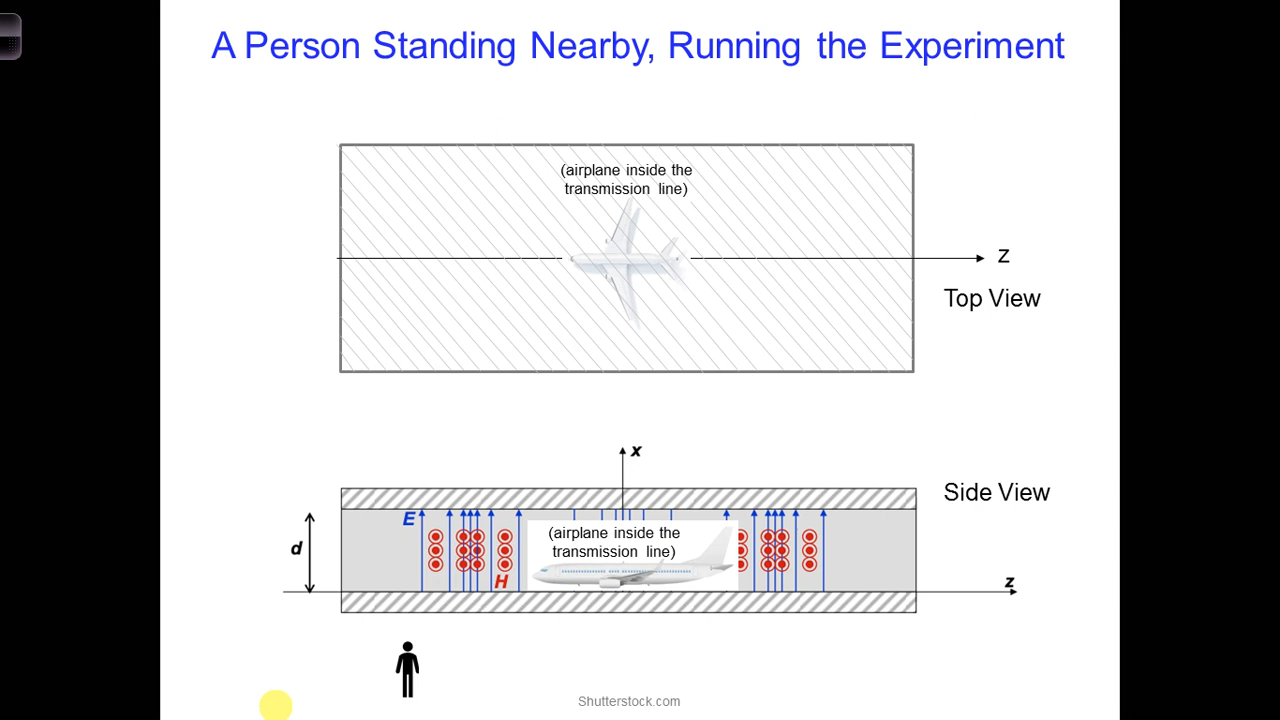 A Person Standing Nearby, Running the Experiment
(airplane inside the
transmission line)
z
Top View
x
Side View
E
(airplane inside the
transmission line)
d
H
z
Shutterstock.com